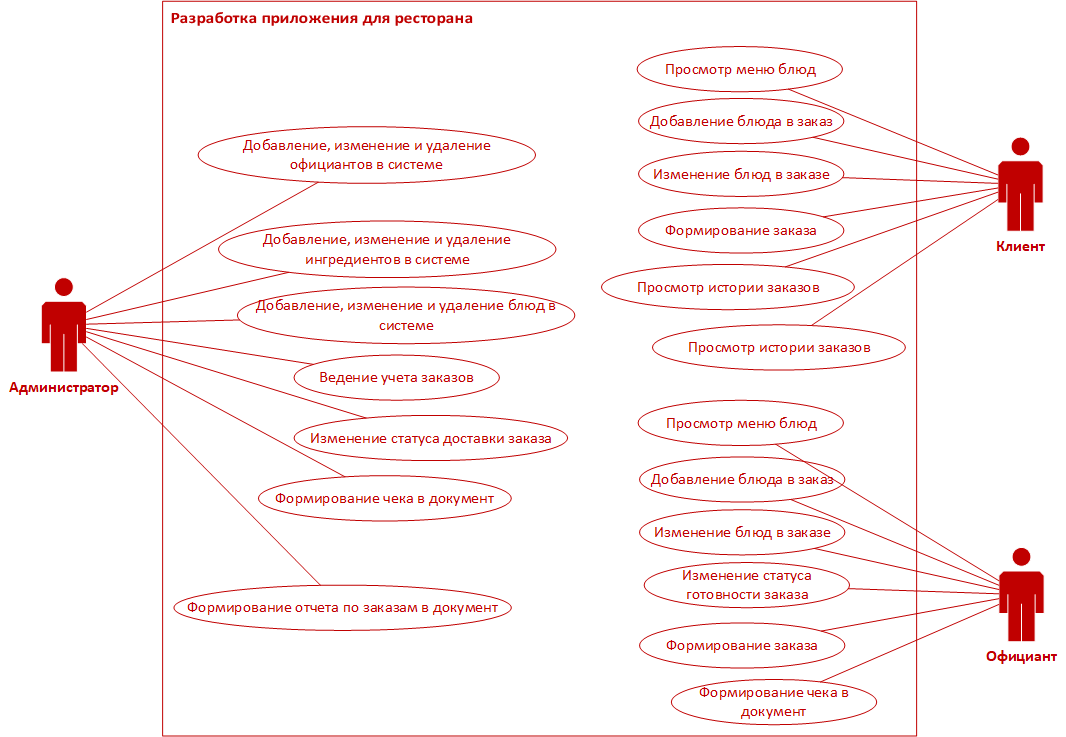 Разработка приложения для ресторана
Добавление, изменение и удаление
официантов в системе
Добавление, изменение и удаление
ингредиентов в системе
Добавление, изменение и удаление блюд в
системе
Ведение учета заказов
Изменение статуса доставки заказа
Формирование чека в документ
Формирование отчета по заказам в документ
Администратор
Просмотр меню блюд
Добавление блюда в заказ
Изменение блюд в заказе
Формирование заказа
Просмотр истории заказов
Просмотр истории заказов
Клиент
Просмотр меню блюд
Добавление блюда в заказ
Изменение блюд в заказе
Изменение статуса
готовности заказа
Формирование заказа
Формирование чека в
документ
Официант